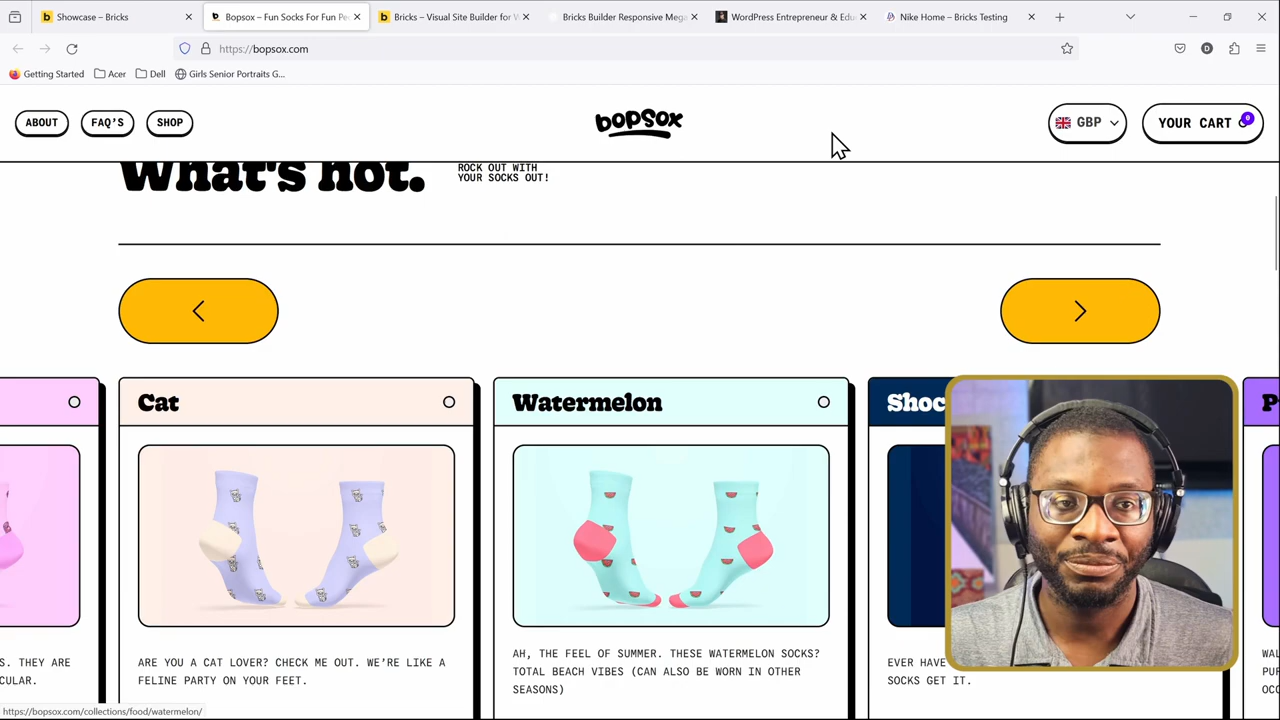 Showcase – Bricks
Bopsox – Fun Socks For Fun Pe
Bricks – Visual Site Builder for W
Bricks Builder Responsive Mega
WordPress Entrepreneur & Edu
Nike Home – Bricks Testing
https://bopsox.com
D
Getting Started
Acer
Dell
Girls Senior Portraits G...
ABOUT
FAQ'S
SHOP
bopsox
GBP
YOUR CART
0
What's hot.
ROCK OUT WITH
YOUR SOCKS OUT!
Cat
Watermelon
Shoc
P
S. THEY ARE
CULAR.
ARE YOU A CAT LOVER? CHECK ME OUT. WE'RE LIKE A
FELINE PARTY ON YOUR FEET.
AH, THE FEEL OF SUMMER. THESE WATERMELON SOCKS?
TOTAL BEACH VIBES (CAN ALSO BE WORN IN OTHER
SEASONS)
EVER HAVE
SOCKS GET IT.
WAL
PUR
OCC
https://bopsox.com/collections/food/watermelon/